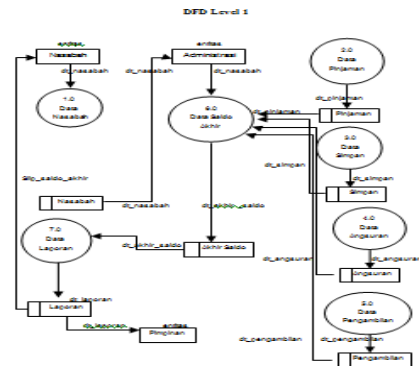 DFD Level 1
entitas
Nasabah
dt_nasabah
1.0
Data
Nasabah
entitas
Administrasi
dt_nasabah
dt_nasabah
6.0
Data Saldo
Akhir
2.0
Data
Pinjaman
dt_pinjaman
Pinjaman
dt_pinjaman
3.0
Data
Simpan
dt_simpan
dt_simpan
Simpan
Slip_saldo_akhir
Nasabah
dt_nasabah
dt_akhir_saldo
7.0
Data
Laporan
dt_akhir_saldo
Akhir Saldo
4.0
Data
Angsuran
dt_angsuran
dt_angsuran
Angsuran
dt_laporan
Laporan
dt_laporan
entitas
Pimpinan
5.0
Data
Pengambilan
dt_pengambilan
dt_pengambilan
Pengambilan